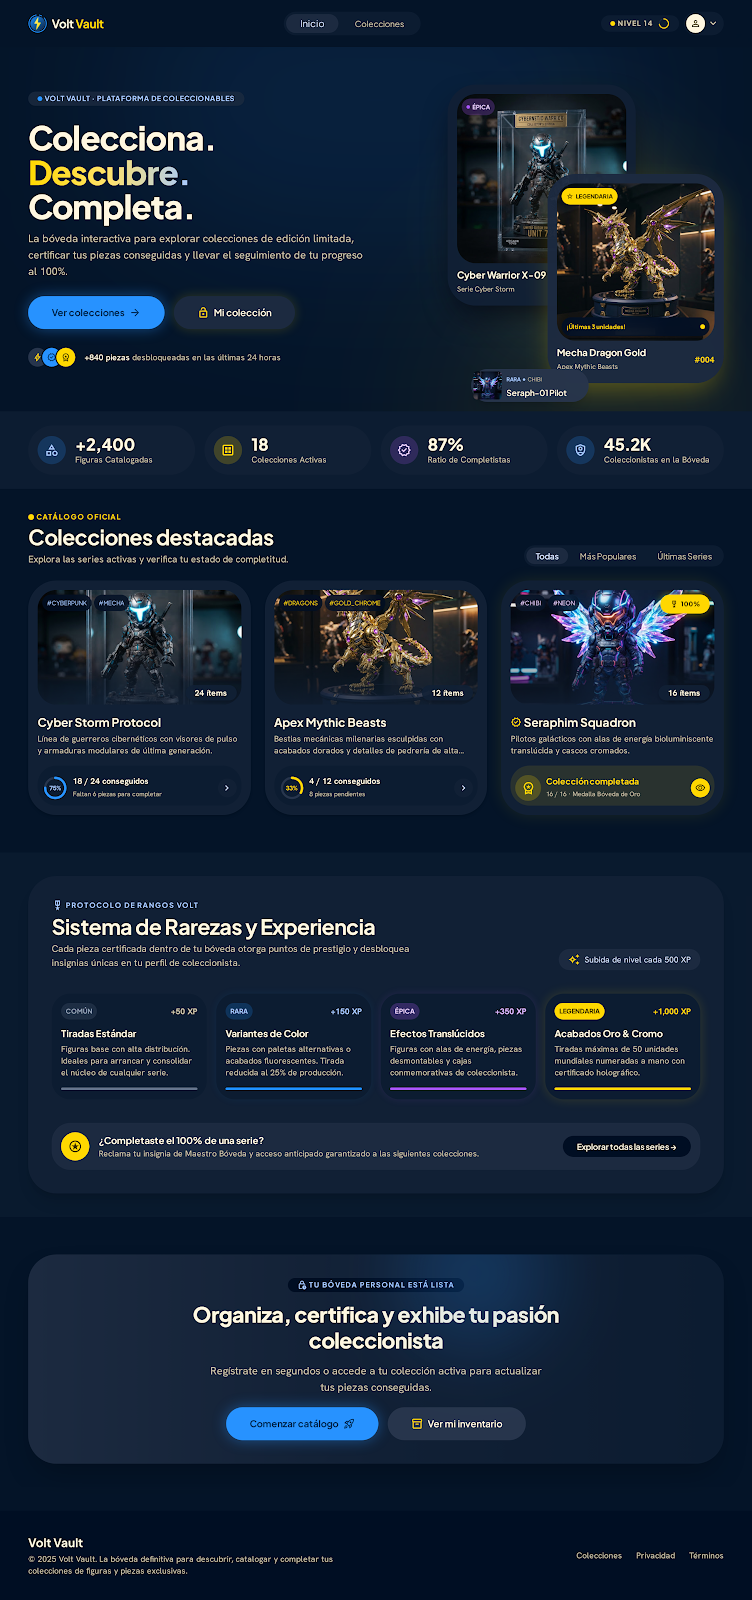 Volt Vault
Inicio
Colecciones
NIVEL 14
VOLT VAULT · PLATAFORMA DE COLECCIONABLES
Colecciona.
Descubre.
Completa.
La bóveda interactiva para explorar colecciones de edición limitada,
certificar tus piezas conseguidas y llevar el seguimiento de tu progreso
al 100%.
Ver colecciones →
Mi colección
+840 piezas desbloqueadas en las últimas 24 horas
ÉPICA
CYBERNETIC WARRIOR
UNIT 7
Cyber Warrior X-09
Serie Cyber Storm
LEGENDARIA
¡Últimas 3 unidades!
Mecha Dragon Gold
Apex Mythic Beasts
#004
RARA • CHIBI
Seraph-01 Pilot
+2,400
Figuras Catalogadas
18
Colecciones Activas
87%
Ratio de Completistas
45.2K
Coleccionistas en la Bóveda
CATÁLOGO OFICIAL
Colecciones destacadas
Explora las series activas y verifica tu estado de completitud.
Todas
Más Populares
Últimas Series
#CYBERPUNK
#MECHA
24 ítems
Cyber Storm Protocol
Línea de guerreros cibernéticos con visores de pulso
y armaduras modulares de última generación.
75%
18 / 24 conseguidos
Faltan 6 piezas para completar
#DRAGONS
#GOLD_CHROME
12 ítems
Apex Mythic Beasts
Bestias mecánicas milenarias esculpidas con
acabados dorados y detalles de pedrería de alta...
33%
4 / 12 conseguidos
8 piezas pendientes
#CHIBI
#NEON
100%
16 ítems
Seraphim Squadron
Pilotos galácticos con alas de energía bioluminiscente
translúcida y cascos cromados.
Colección completada
16 / 16 · Medalla Bóveda de Oro
PROTOCOLO DE RANGOS VOLT
Sistema de Rarezas y Experiencia
Cada pieza certificada dentro de tu bóveda otorga puntos de prestigio y desbloquea
insignias únicas en tu perfil de coleccionista.
Subida de nivel cada 500 XP
COMÚN
+50 XP
Tiradas Estándar
Figuras base con alta distribución.
Ideales para arrancar y consolidar
el núcleo de cualquier serie.
RARA
+150 XP
Variantes de Color
Piezas con paletas alternativas o
acabados fluorescentes. Tirada
reducida al 25% de producción.
ÉPICA
+350 XP
Efectos Translúcidos
Figuras con alas de energía, piezas
desmontables y cajas
conmemorativas de coleccionista.
LEGENDARIA
+1,000 XP
Acabados Oro & Cromo
Tiradas máximas de 50 unidades
mundiales numeradas a mano con
certificado holográfico.
¿Completaste el 100% de una serie?
Reclama tu insignia de Maestro Bóveda y acceso anticipado garantizado a las siguientes colecciones.
Explorar todas las series →
TU BÓVEDA PERSONAL ESTÁ LISTA
Organiza, certifica y exhibe tu pasión
coleccionista
Regístrate en segundos o accede a tu colección activa para actualizar
tus piezas conseguidas.
Comenzar catálogo
Ver mi inventario
Volt Vault
© 2025 Volt Vault. La bóveda definitiva para descubrir, catalogar y completar tus
colecciones de figuras y piezas exclusivas.
Colecciones
Privacidad
Términos